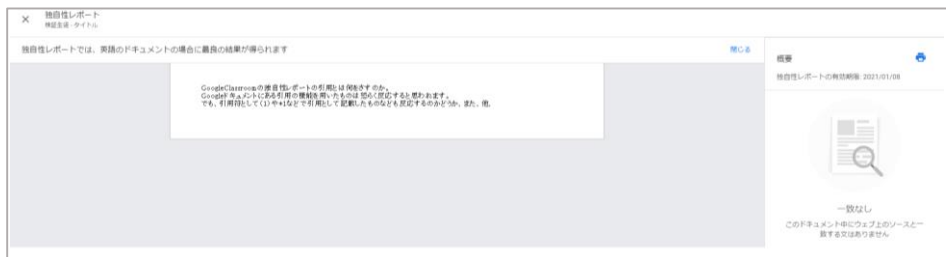 独自性レポート
検証生徒 - タイトル
独自性レポートでは、英語のドキュメントの場合に最良の結果が得られます
閉じる
GoogleClassroomの独自性レポートの引用とは何をさすのか。
Googleドキュメントにある引用の機能を用いたものは恐らく反応すると思われます。
でも、引用符として(1)や*1などで引用として記載したものなども反応するのかどうか、また、他、
概要
独自性レポートの有効期限: 2021/01/08
一致なし
このドキュメント中にウェブ上のソースと一
致する文はありません